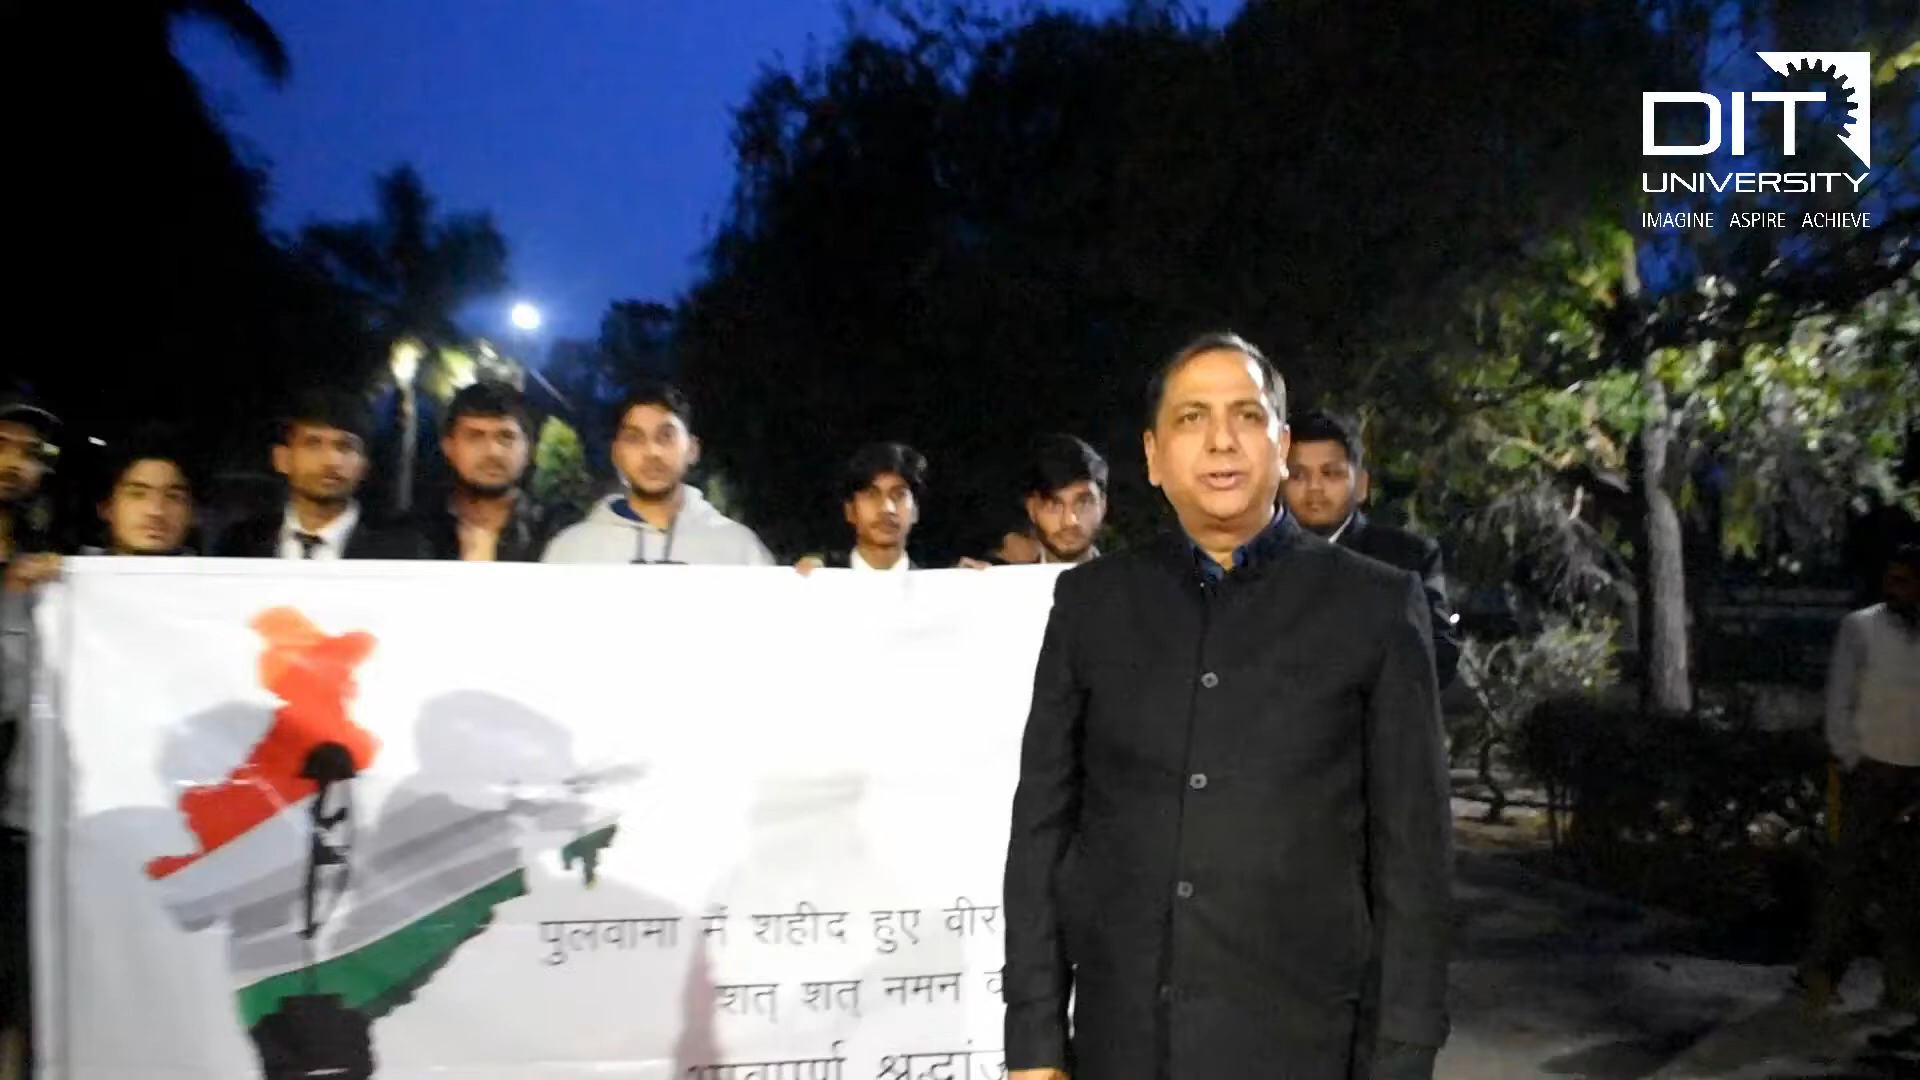 DIT
UNIVERSITY
IMAGINE ASPIRE ACHIEVE
पुलवामा में शहीद हुए वीर
शत् शत् नमन